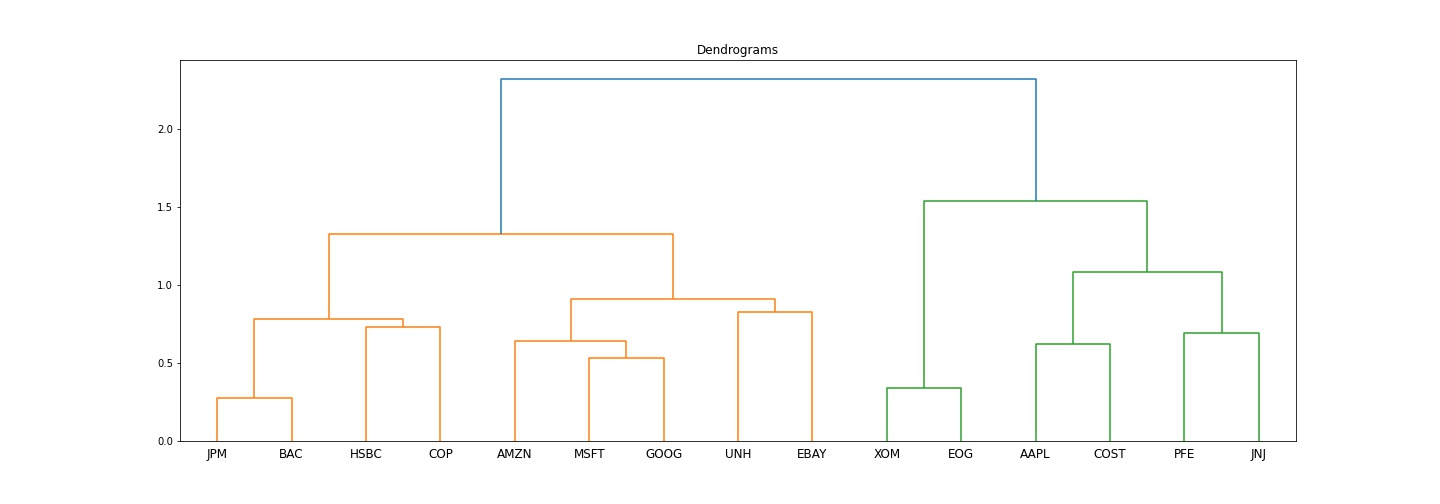 Dendrograms
2.0
1.5
1.0
0.5
0.0
JPM BAC HSBC COP AMZN MSFT GOOG UNH EBAY XOM EOG AAPL COST PFE JNJ